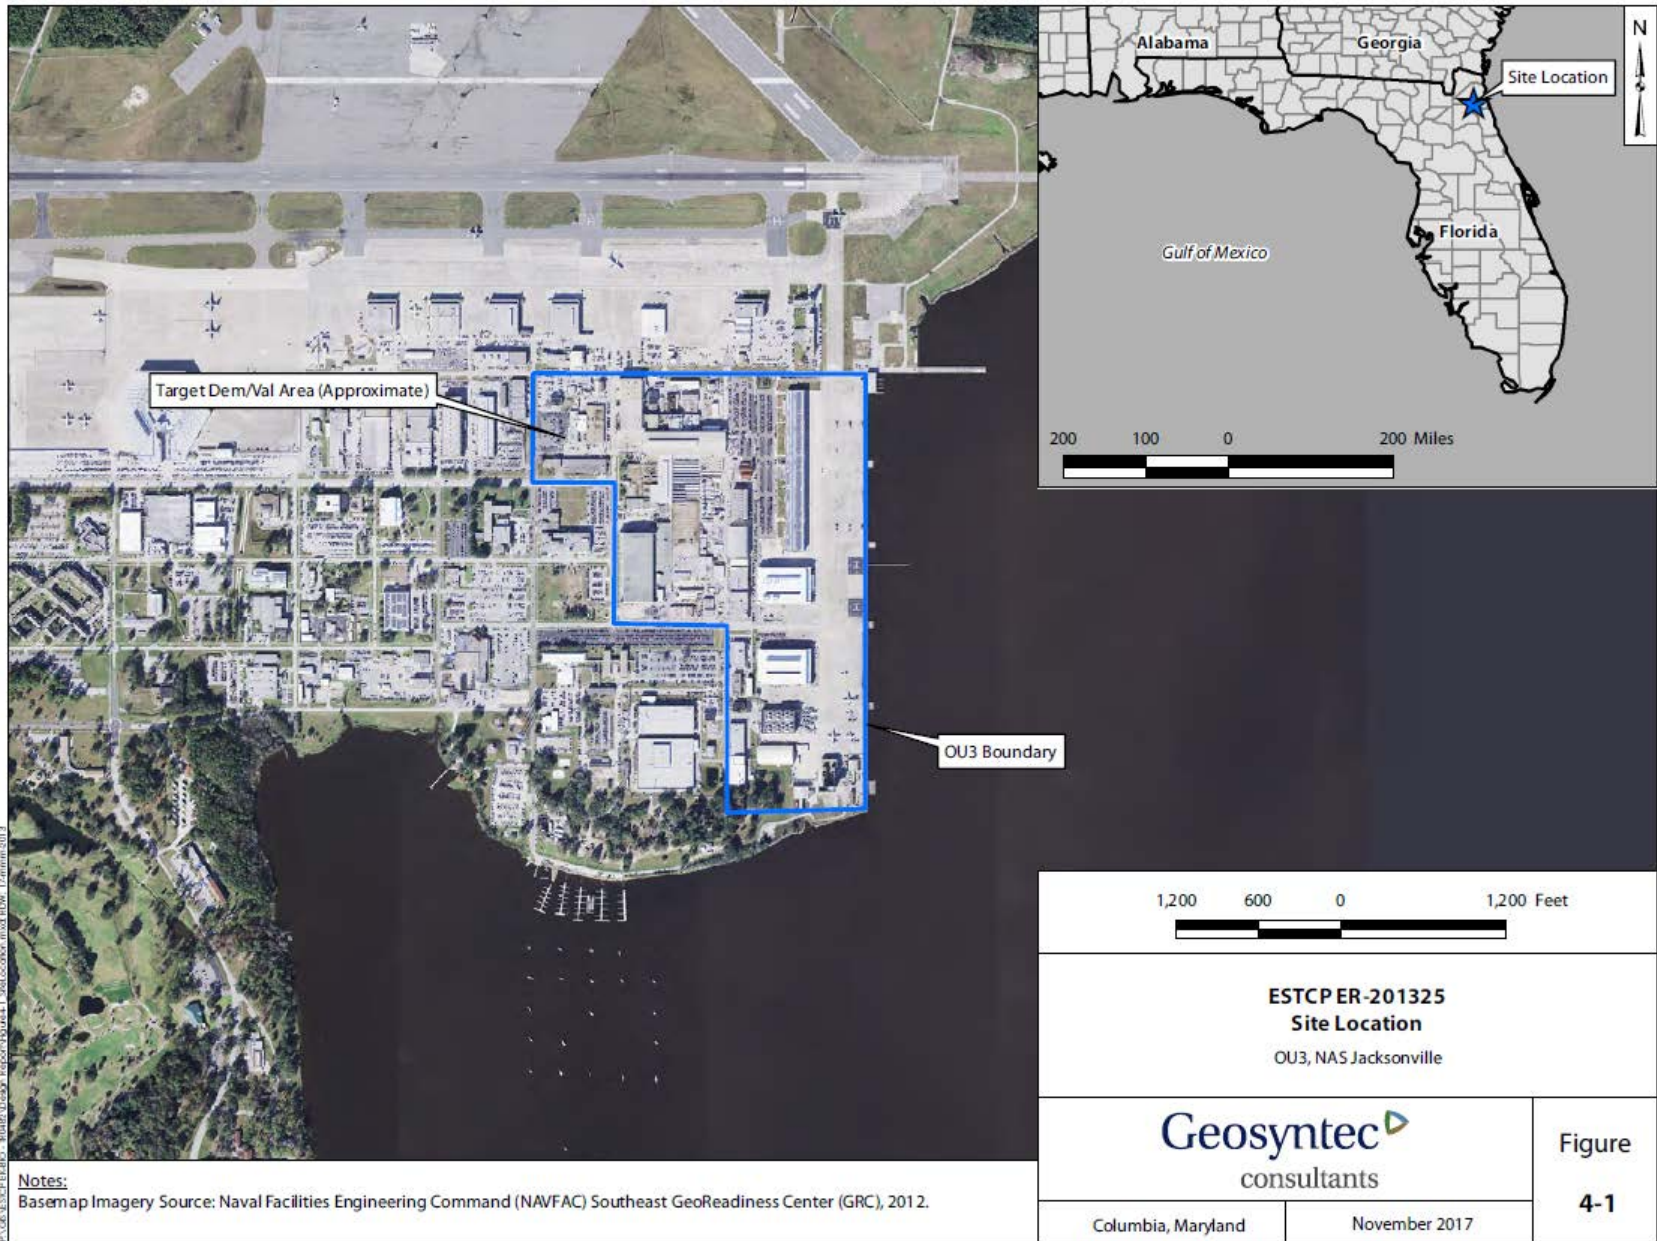 Alabama
Georgia
N
Site Location
Florida
Gulf of Mexico
200 100 0 200 Miles
Target Dem/Val Area (Approximate)
OU3 Boundary
1,200 600 0 1,200 Feet
ESTCP ER-201325
Site Location
OU3, NAS Jacksonville
Geosyntec
consultants
Figure
4-1
Columbia, Maryland
November 2017
Notes:
Basemap Imagery Source: Naval Facilities Engineering Command (NAVFAC) Southeast GeoReadiness Center (GRC), 2012.